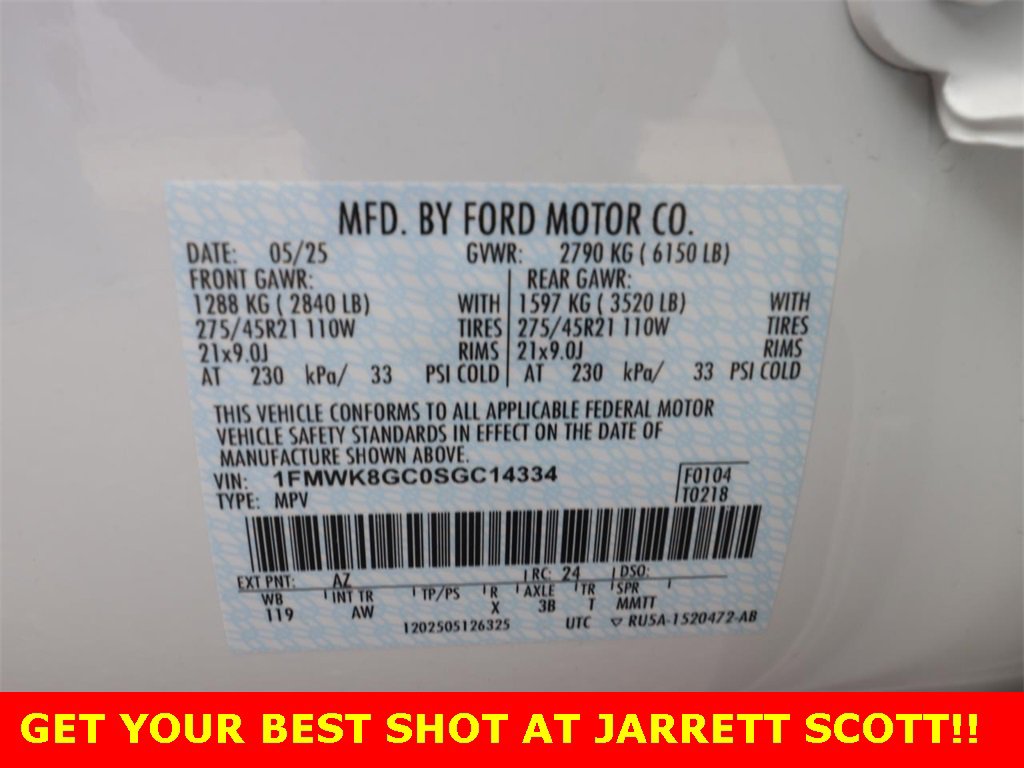 MFD. BY FORD MOTOR CO.
DATE: 05/25 GVWR: 2790 KG ( 6150 LB)
FRONT GAWR: REAR GAWR:
1288 KG ( 2840 LB) WITH 1597 KG ( 3520 LB) WITH
275/45R21 110W TIRES 275/45R21 110W TIRES
21x9.0J RIMS 21x9.0J RIMS
AT 230 kPa/ 33 PSI COLD AT 230 kPa/ 33 PSI COLD
THIS VEHICLE CONFORMS TO ALL APPLICABLE FEDERAL MOTOR
VEHICLE SAFETY STANDARDS IN EFFECT ON THE DATE OF
MANUFACTURE SHOWN ABOVE.
VIN: 1FMWK8GC0SGC14334 F0104
TYPE: MPV T0218
EXT PNT: AZ RC: 24 DSO:
WB INT TR TP/PS R AXLE TR SPR
119 AW X 3B T MMTT
1202505126325 UTC ▽ RU5A-1520472-AB
GET YOUR BEST SHOT AT JARRETT SCOTT!!